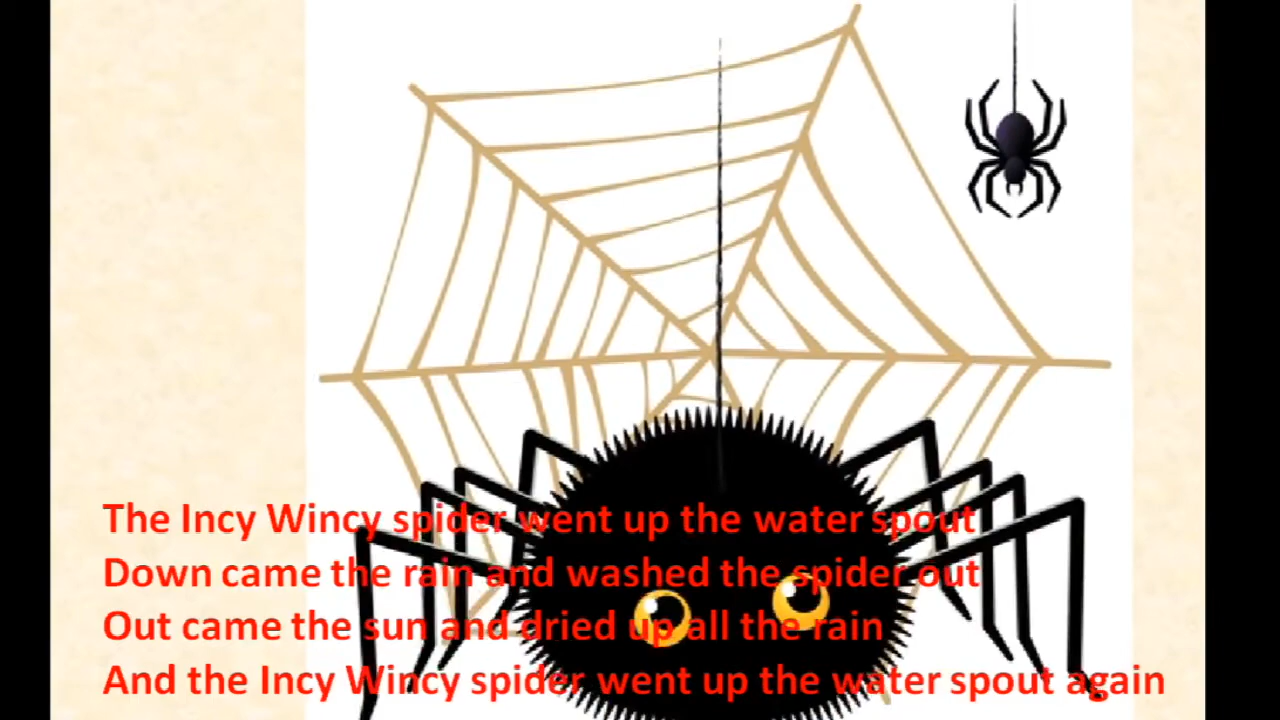 The Incy Wincy spider went up the water spout
Down came the rain and washed the spider out
Out came the sun and dried up all the rain
And the Incy Wincy spider went up the water spout again